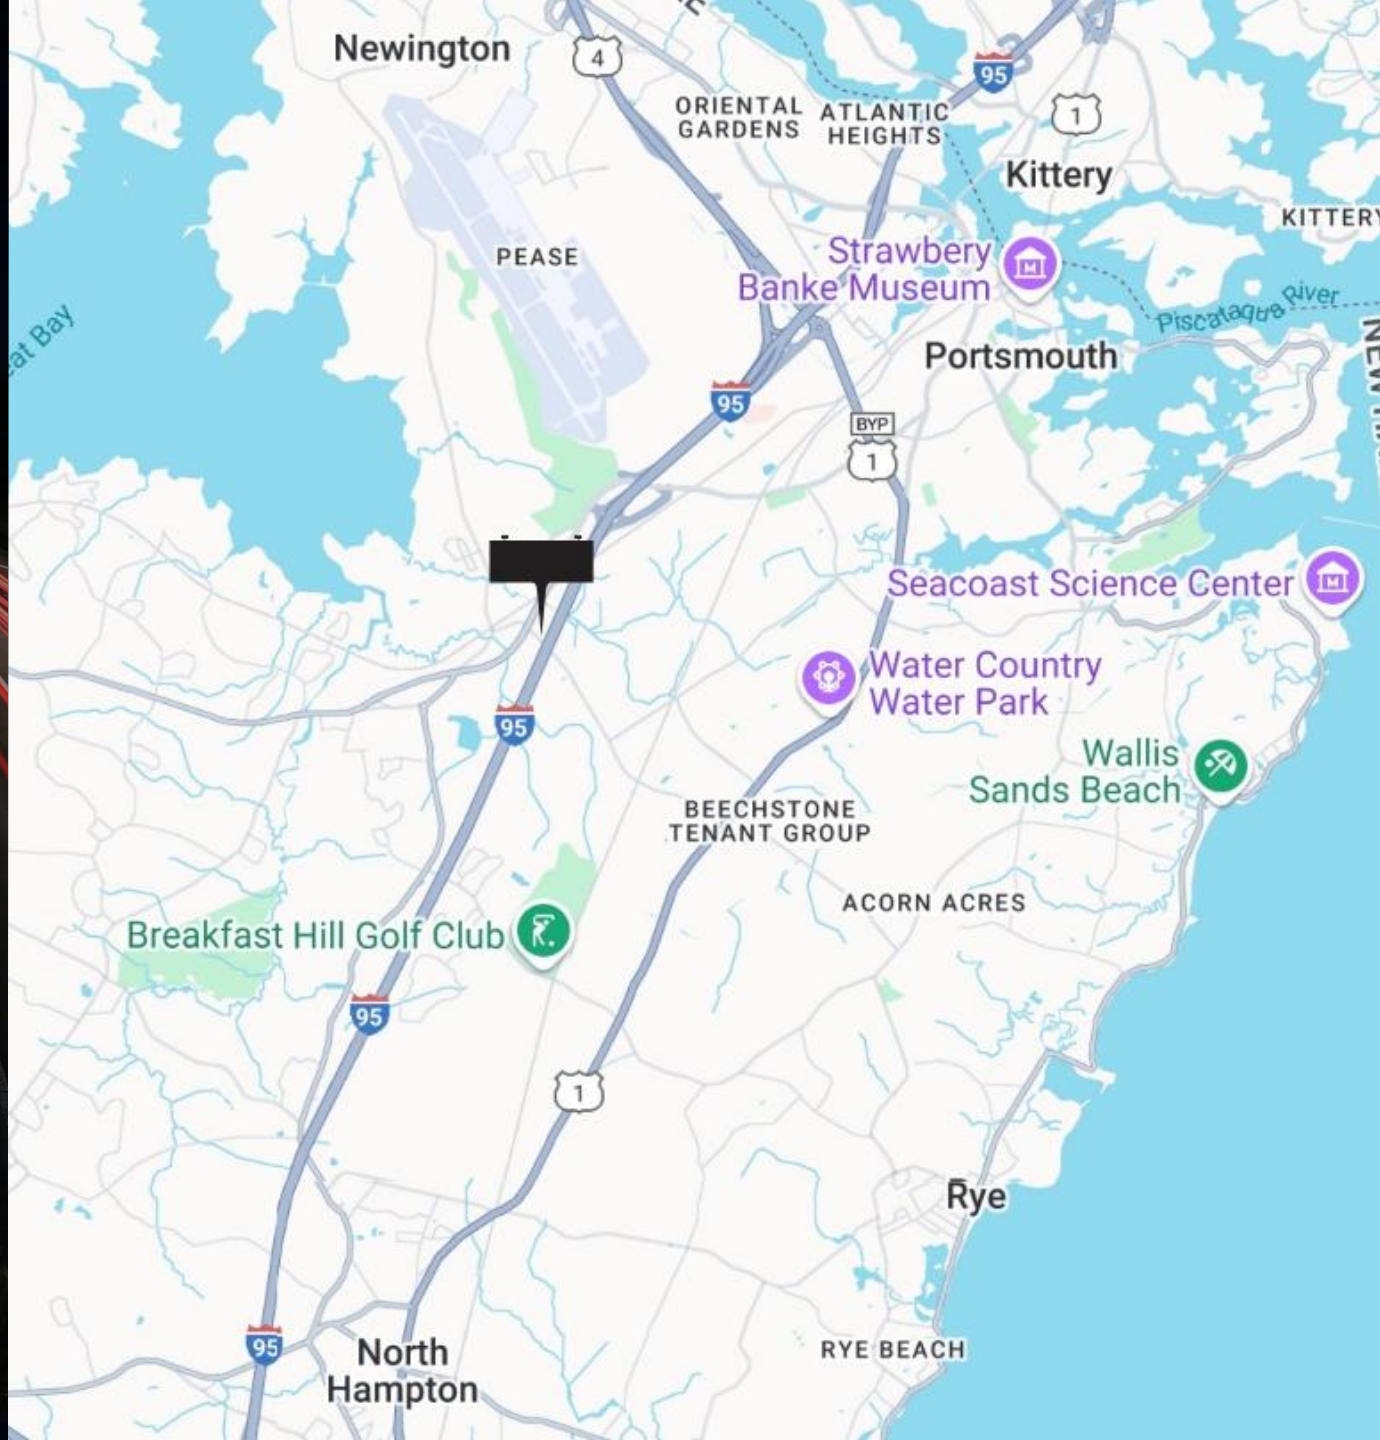 Newington
4
95
ORIENTAL
GARDENS
ATLANTIC
HEIGHTS
1
Kittery
KITTERY
PEASE
Strawbery
Banke Museum
Piscataqua River
eat Bay
Portsmouth
95
BYP
1
Seacoast Science Center
Water Country
Water Park
95
Wallis
Sands Beach
BEECHSTONE
TENANT GROUP
ACORN ACRES
Breakfast Hill Golf Club
95
1
Rye
95
North
Hampton
RYE BEACH